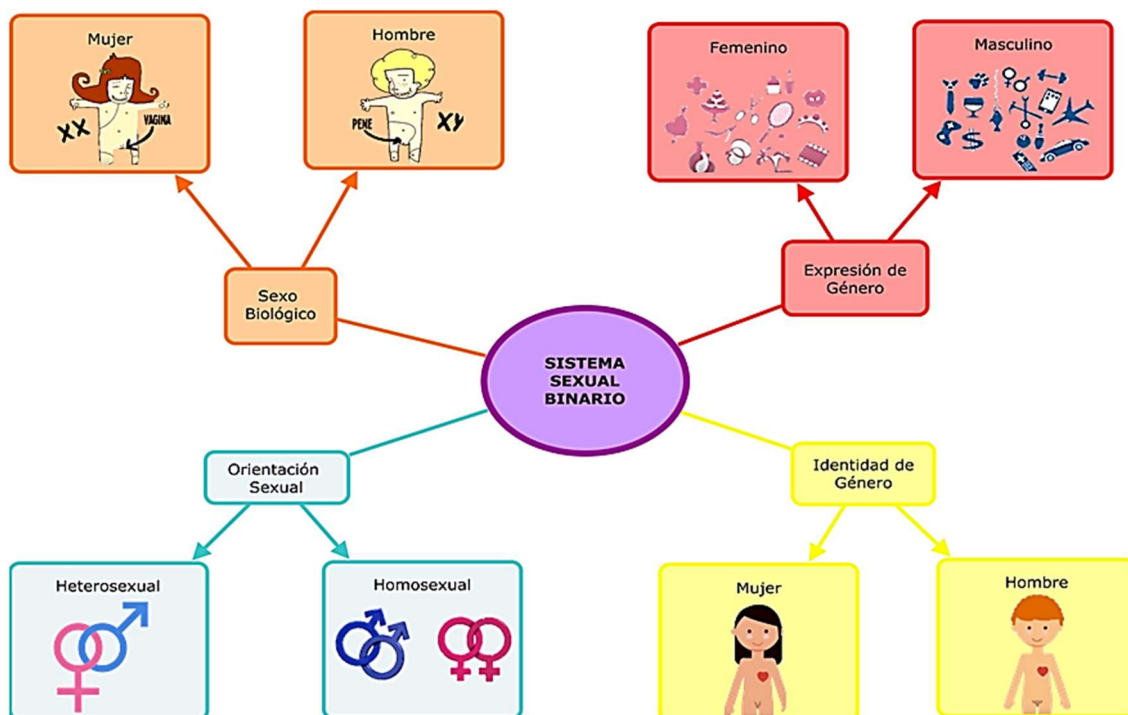 Mujer
XX
VAGINA
Hombre
PENE
XY
Femenino
Masculino
Sexo
Biológico
Expresión de
Género
SISTEMA
SEXUAL
BINARIO
Orientación
Sexual
Identidad de
Género
Heterosexual
Homosexual
Mujer
Hombre